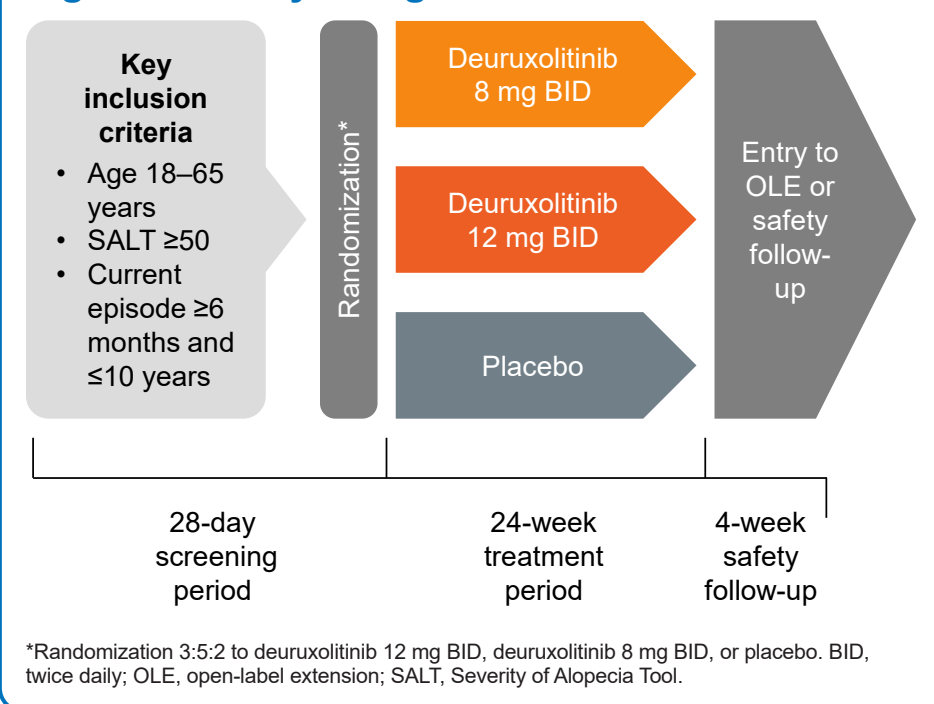 Key
inclusion
criteria
• Age 18–65
years
• SALT ≥50
• Current
episode ≥6
months and
≤10 years
Randomization*
Deuruxolitinib
8 mg BID
Deuruxolitinib
12 mg BID
Placebo
Entry to
OLE or
safety
follow-
up
28-day
screening
period
24-week
treatment
period
4-week
safety
follow-up
*Randomization 3:5:2 to deuruxolitinib 12 mg BID, deuruxolitinib 8 mg BID, or placebo. BID,
twice daily; OLE, open-label extension; SALT, Severity of Alopecia Tool.